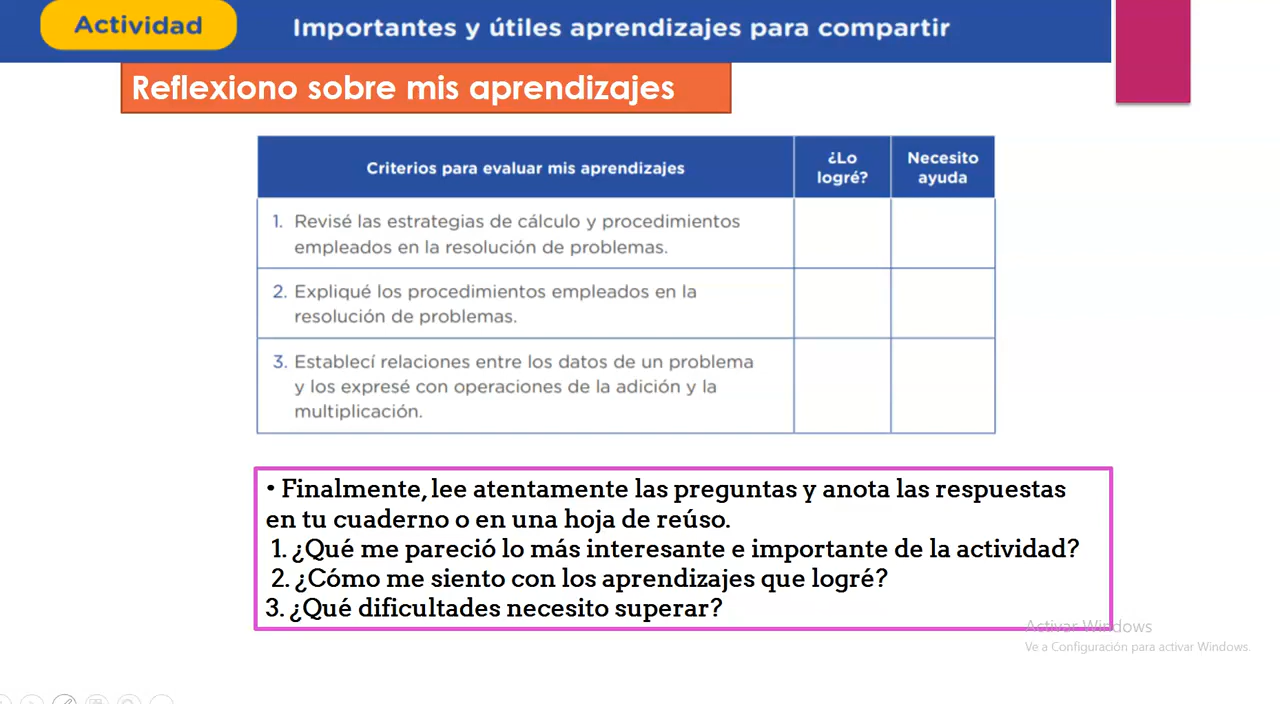 Actividad
Importantes y útiles aprendizajes para compartir
Reflexiono sobre mis aprendizajes
Criterios para evaluar mis aprendizajes
¿Lo
logré?
Necesito
ayuda
1. Revisé las estrategias de cálculo y procedimientos
empleados en la resolución de problemas.
2. Expliqué los procedimientos empleados en la
resolución de problemas.
3. Establecí relaciones entre los datos de un problema
y los expresé con operaciones de la adición y la
multiplicación.
• Finalmente, lee atentamente las preguntas y anota las respuestas
en tu cuaderno o en una hoja de reúso.
1. ¿Qué me pareció lo más interesante e importante de la actividad?
2. ¿Cómo me siento con los aprendizajes que logré?
3. ¿Qué dificultades necesito superar?
Activar Windows
Ve a Configuración para activar Windows.